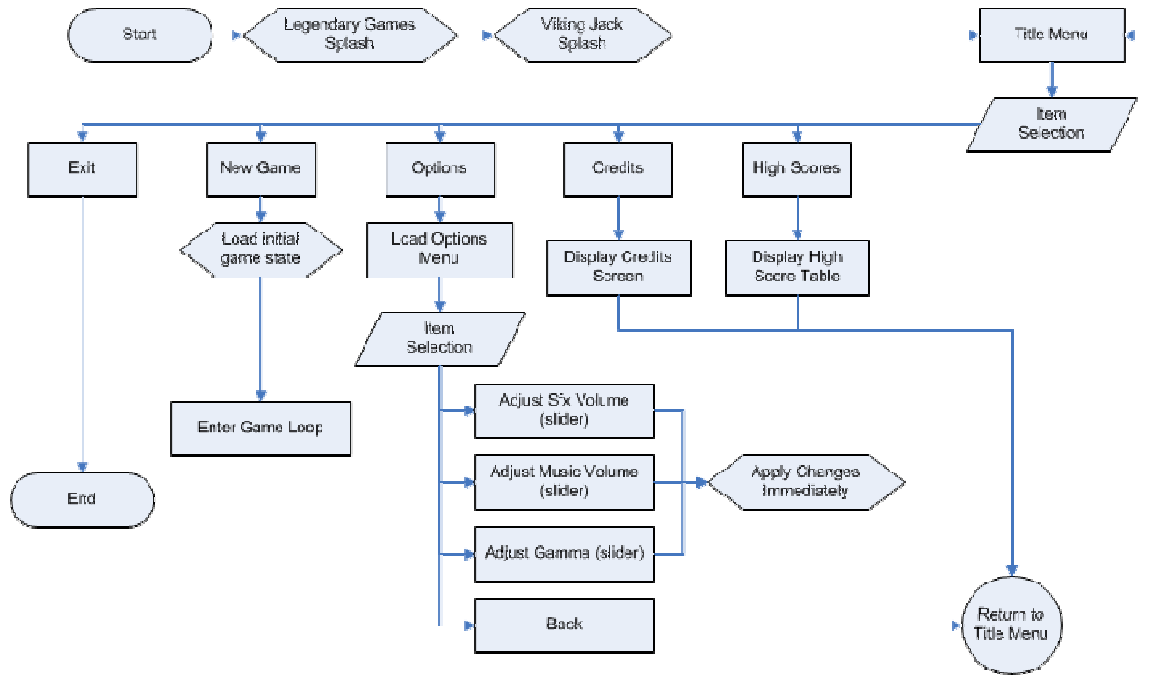 Start
Legendary Games
Splash
Viking Jack
Splash
Title Menu
Item
Selection
Exit
New Game
Options
Credits
High Scores
Load initial
game state
Load Options
Menu
Display Credits
Screen
Display High
Score Table
Item
Selection
Adjust Sfx Volume
(slider)
Enter Game Loop
Adjust Music Volume
(slider)
Apply Changes
Immediately
End
Adjust Gamma (slider)
Back
Return to
Title Menu